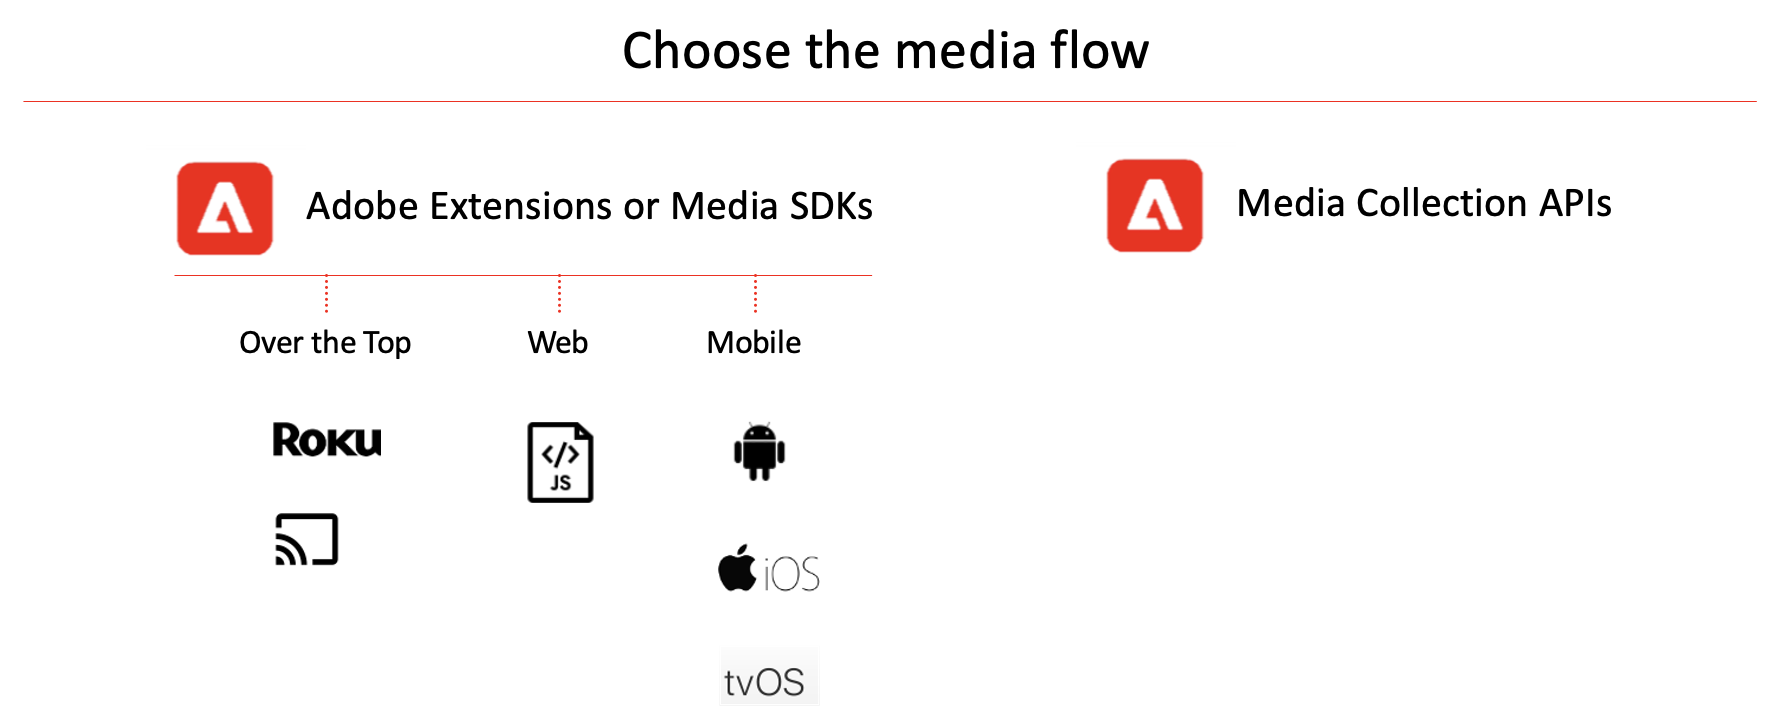 Choose the media flow
Adobe Extensions or Media SDKs
Media Collection APIs
Over the Top
Web
Mobile
ROKU
</>
JS
iOS
tvOS